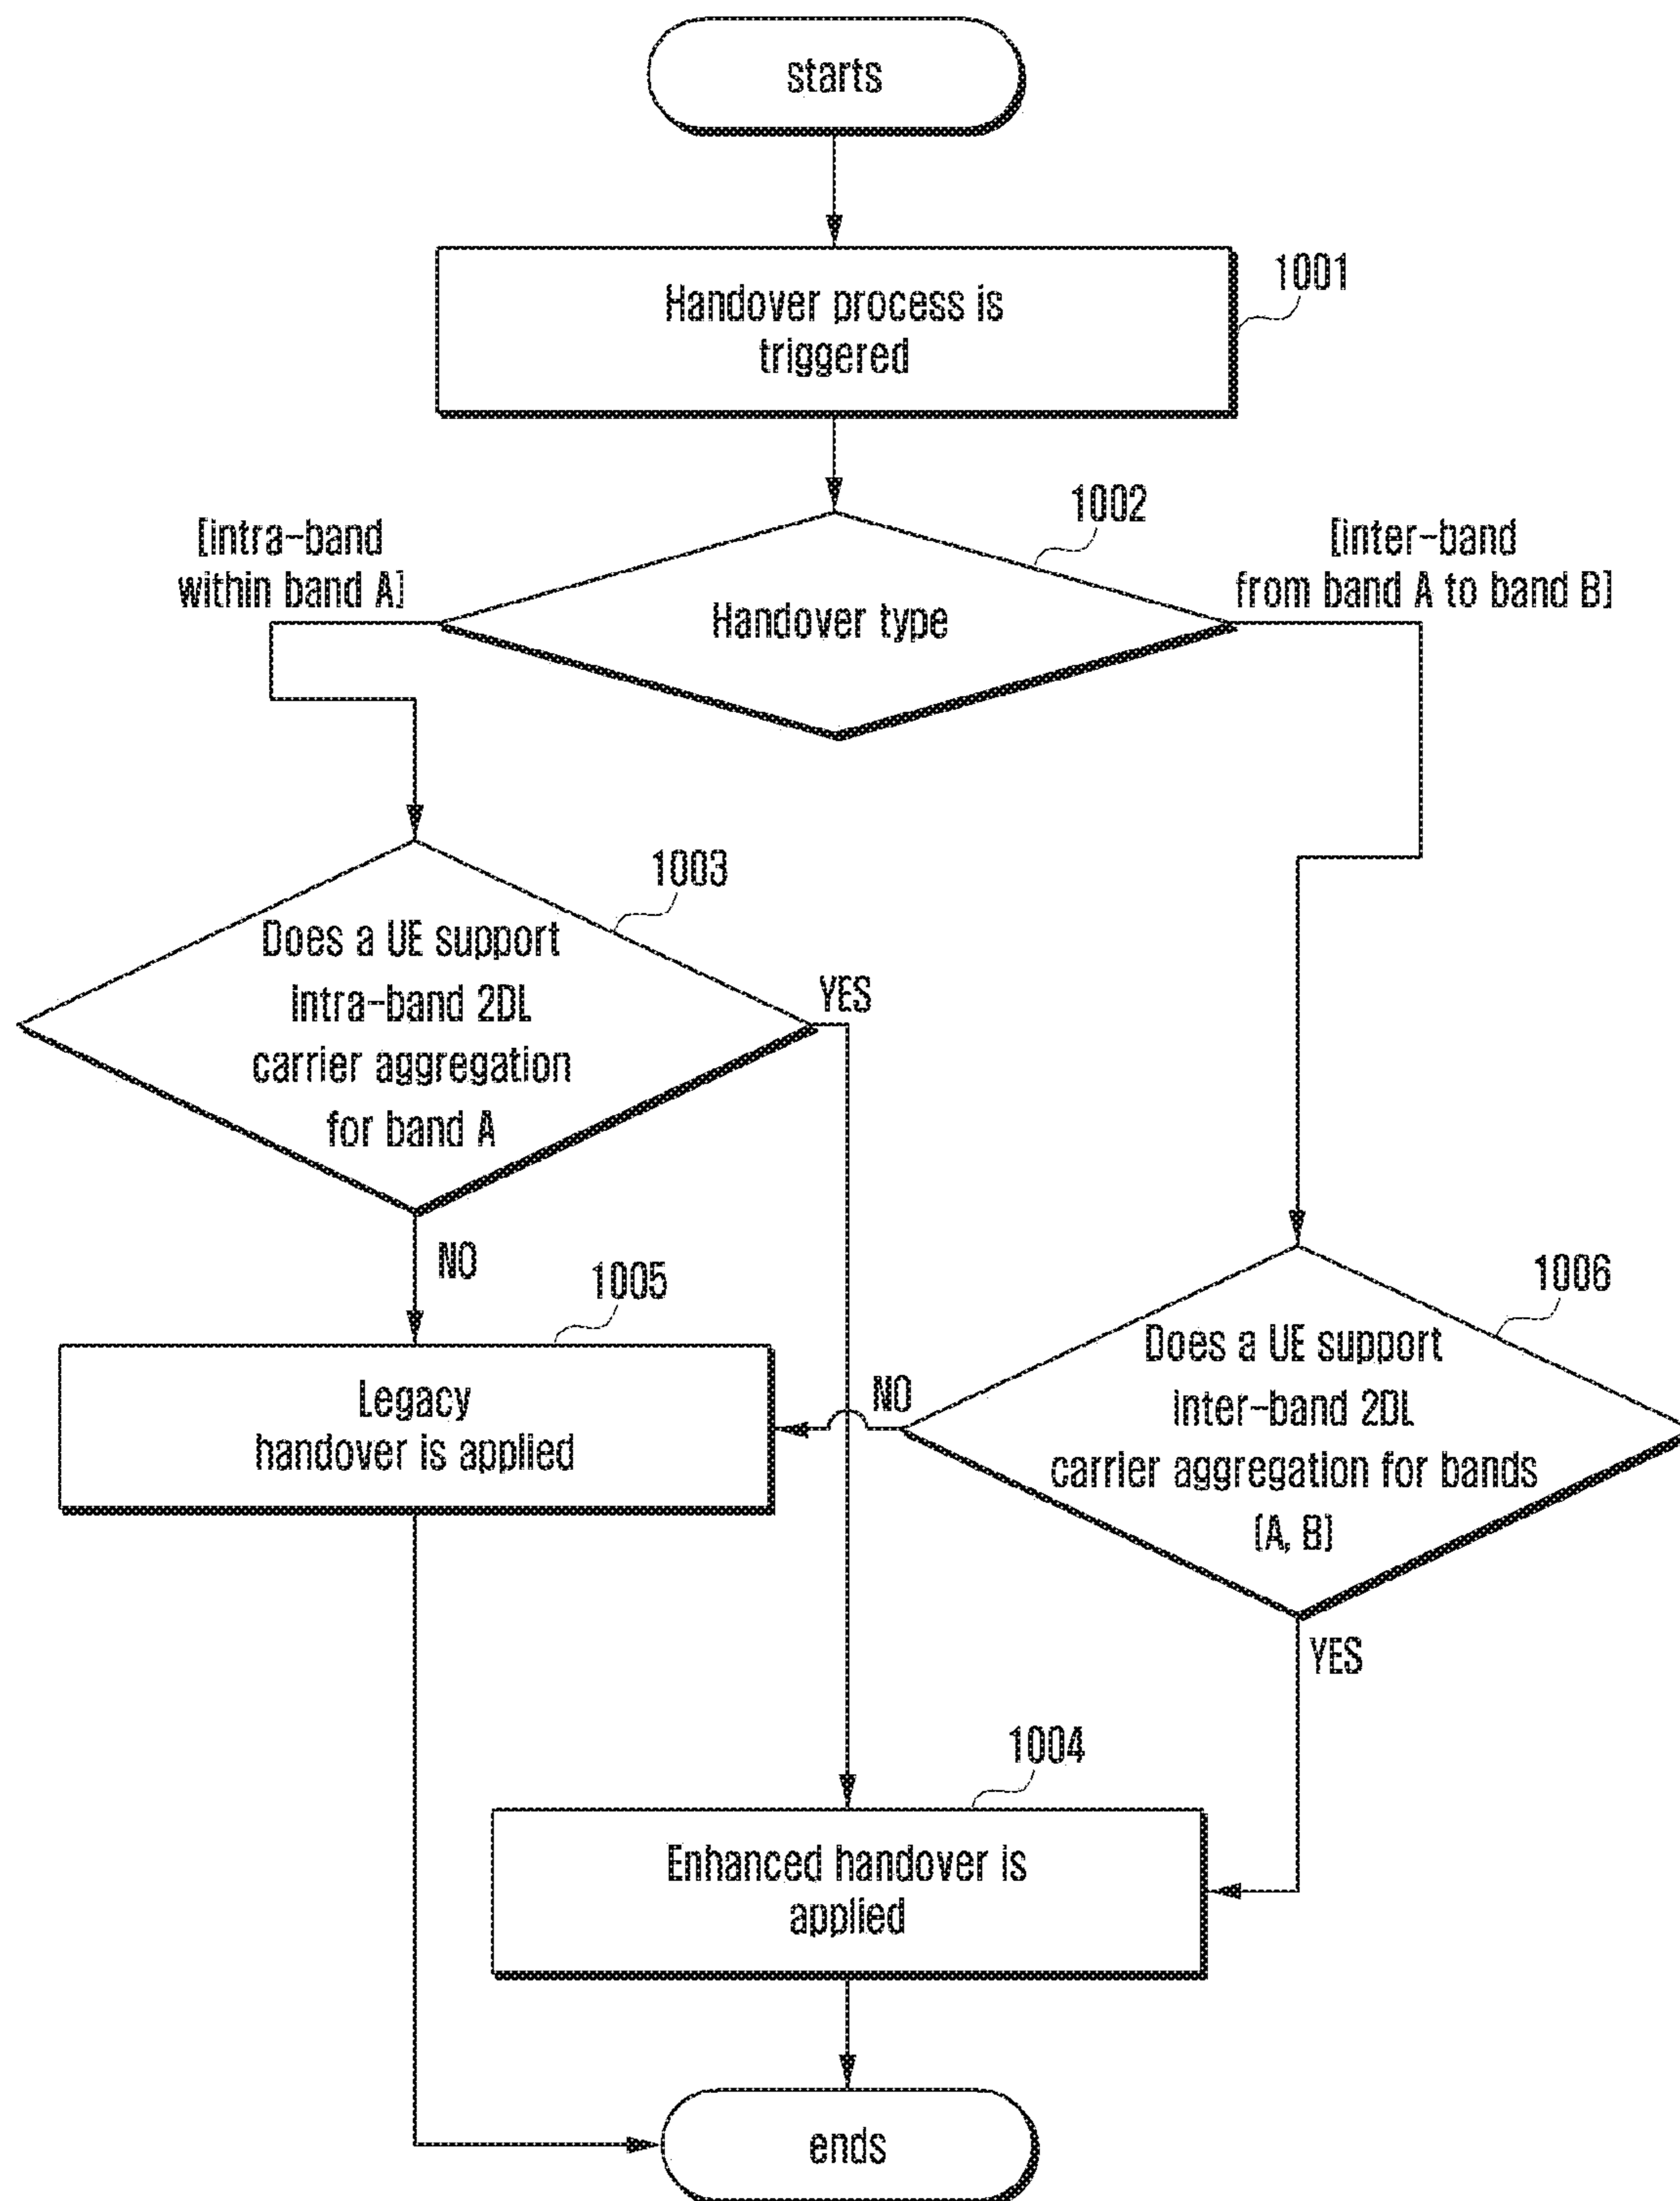 starts
Handover process is
triggered
1001
1002
[intra-band
within band A]
Handover type
[inter-band
from band A to band B]
1003
Does a UE support
intra-band 2DL
carrier aggregation
for band A
YES
NO
1005
Legacy
handover is applied
NO
1006
Does a UE support
inter-band 2DL
carrier aggregation for bands
[A, B]
YES
1004
Enhanced handover is
applied
ends